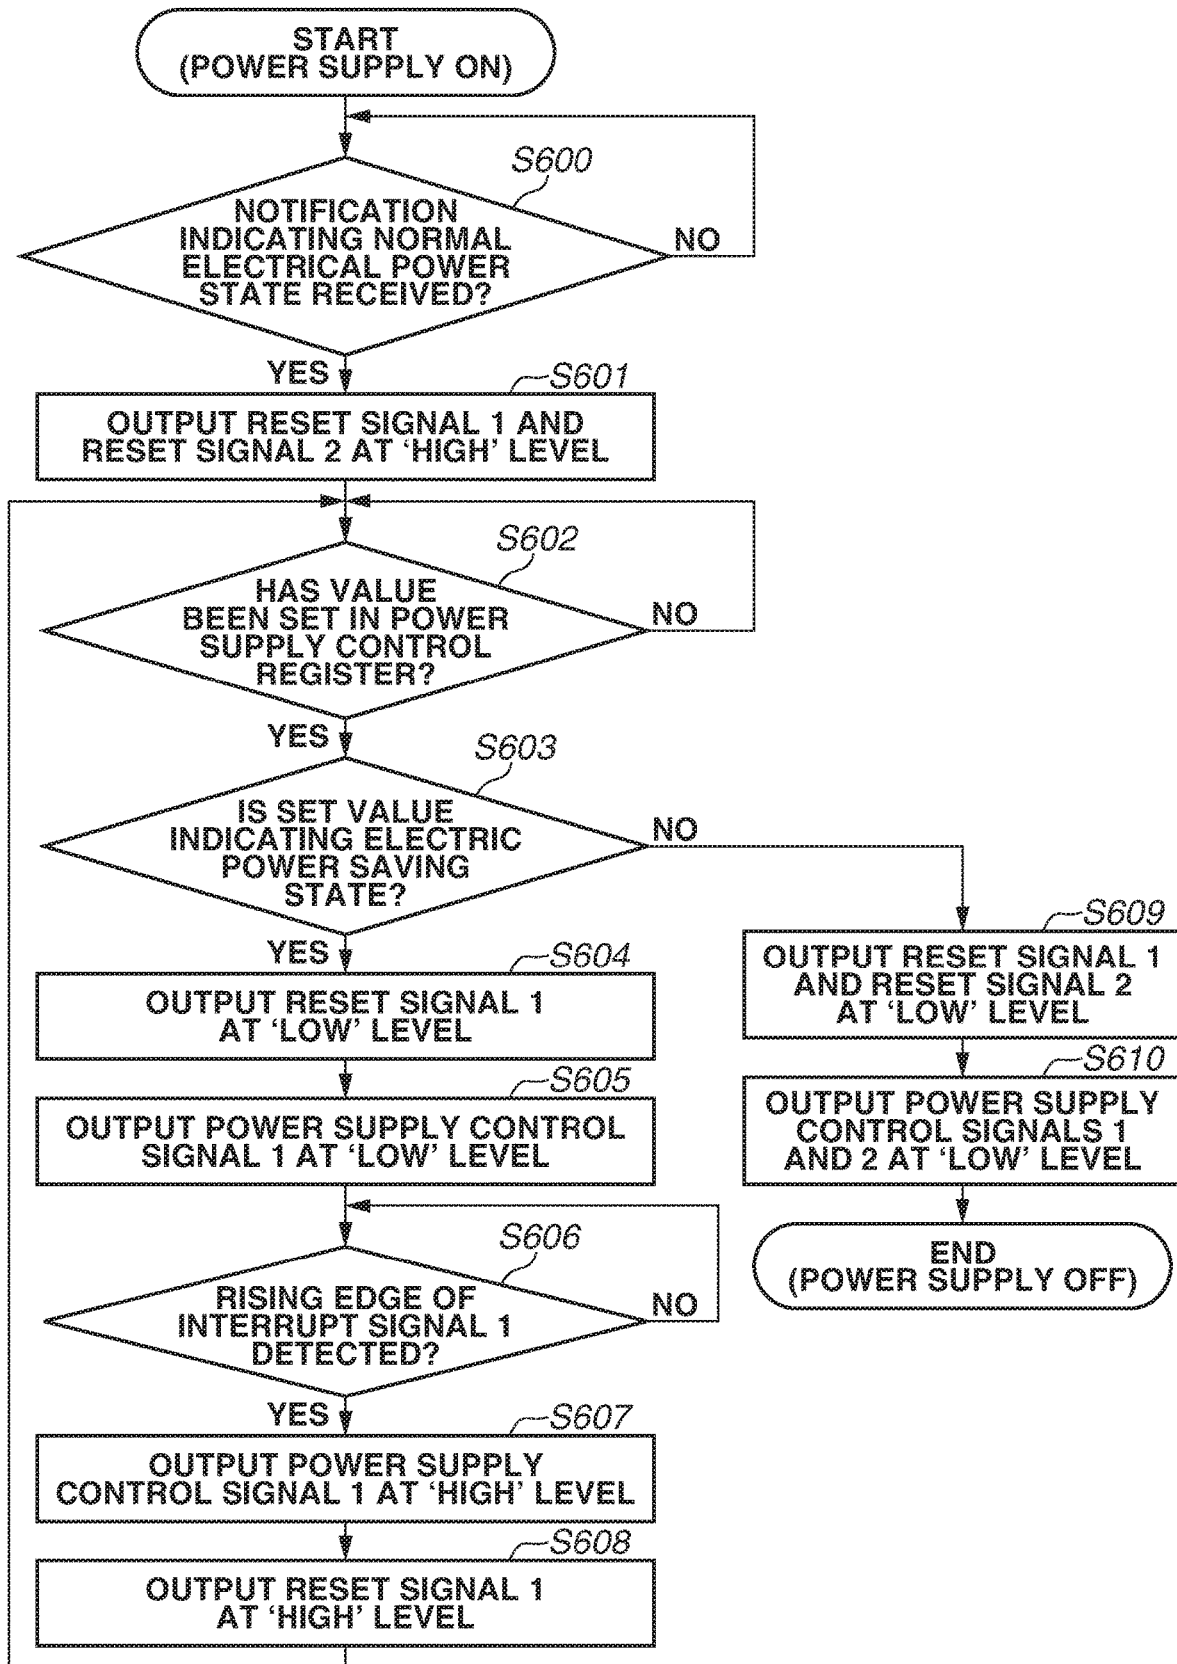 START
(POWER SUPPLY ON)
S600
NOTIFICATION
INDICATING NORMAL
ELECTRICAL POWER
STATE RECEIVED?
NO
YES
S601
OUTPUT RESET SIGNAL 1 AND
RESET SIGNAL 2 AT ‘HIGH’ LEVEL
S602
HAS VALUE
BEEN SET IN POWER
SUPPLY CONTROL
REGISTER?
NO
YES
S603
IS SET VALUE
INDICATING ELECTRIC
POWER SAVING
STATE?
NO
YES
S604
OUTPUT RESET SIGNAL 1
AT ‘LOW’ LEVEL
S605
OUTPUT POWER SUPPLY CONTROL
SIGNAL 1 AT ‘LOW’ LEVEL
S606
RISING EDGE OF
INTERRUPT SIGNAL 1
DETECTED?
NO
YES
S607
OUTPUT POWER SUPPLY
CONTROL SIGNAL 1 AT ‘HIGH’ LEVEL
S608
OUTPUT RESET SIGNAL 1
AT ‘HIGH’ LEVEL
S609
OUTPUT RESET SIGNAL 1
AND RESET SIGNAL 2
AT ‘LOW’ LEVEL
S610
OUTPUT POWER SUPPLY
CONTROL SIGNALS 1
AND 2 AT ‘LOW’ LEVEL
END
(POWER SUPPLY OFF)